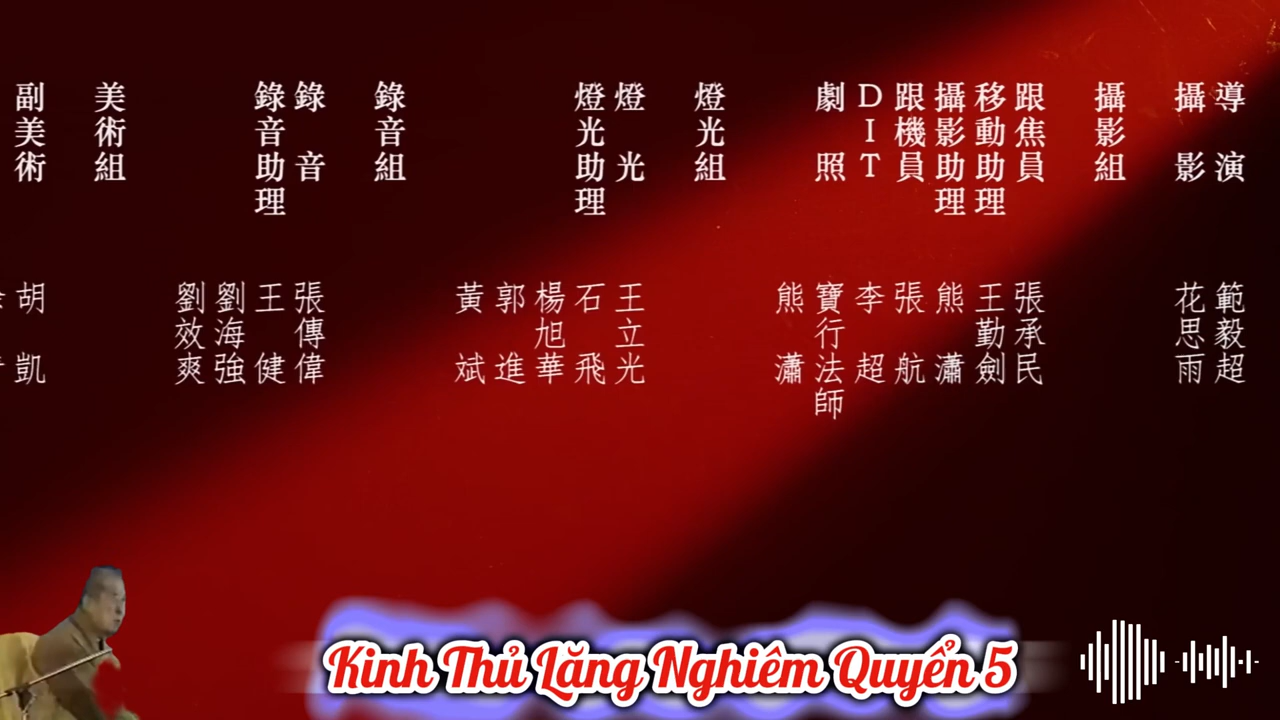 導演 範毅超
攝影 花思雨
攝影組
跟焦員 張承民
移動助理 王勤劍
攝影助理 熊瀟
跟機員 張航
DIT 李超
劇照 寶行法師
熊瀟
燈光組
燈光 王立光
燈光助理 石飛
楊旭華
郭進
黃斌
錄音組
錄音 張傳偉
錄音助理 王健
劉海強
劉效爽
美術組
副美術 胡凱
Kinh Thủ Lăng Nghiêm Quyển 5